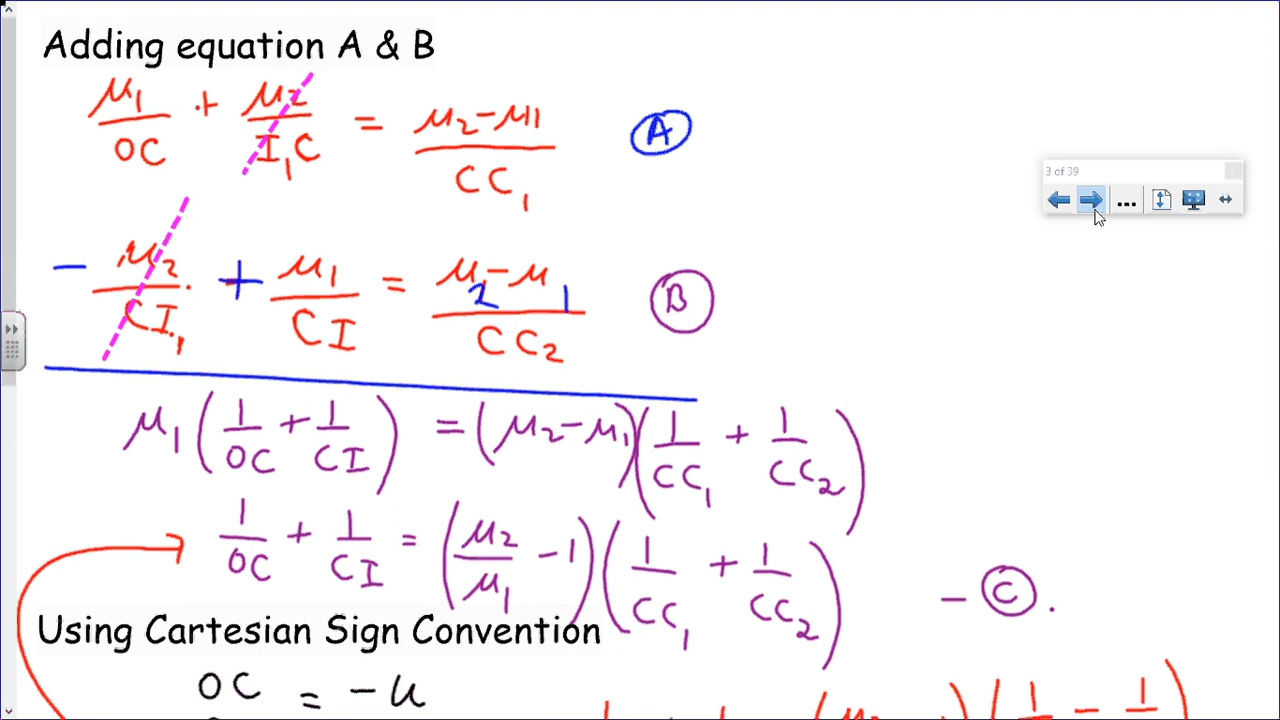 Adding equation A & B
μ1/OC + μ2/I1C = (μ2-μ1)/CC1 A
- μ2/CI1 + μ1/CI = (μ2-μ1)/CC2 B
μ1(1/OC + 1/CI) = (μ2-μ1)(1/CC1 + 1/CC2)
1/OC + 1/CI = (μ2/μ1 - 1)(1/CC1 + 1/CC2) - C.
Using Cartesian Sign Convention
OC = -u
3 of 39